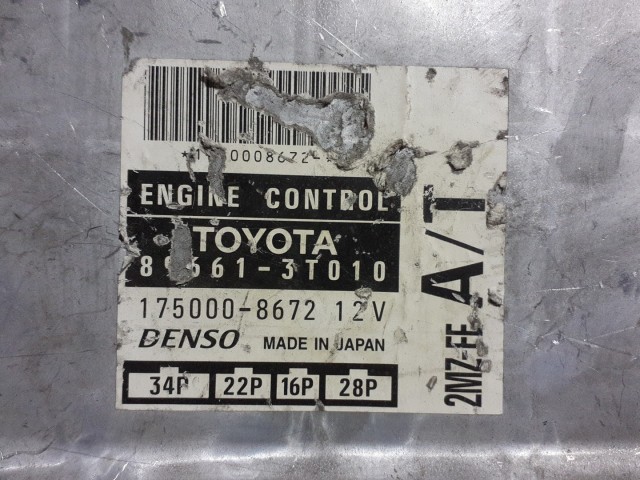 ENGINE CONTROL
TOYOTA
175000-8672 12V
DENSO MADE IN JAPAN
34P 22P 16P 28P
A/T
2MZ-FE